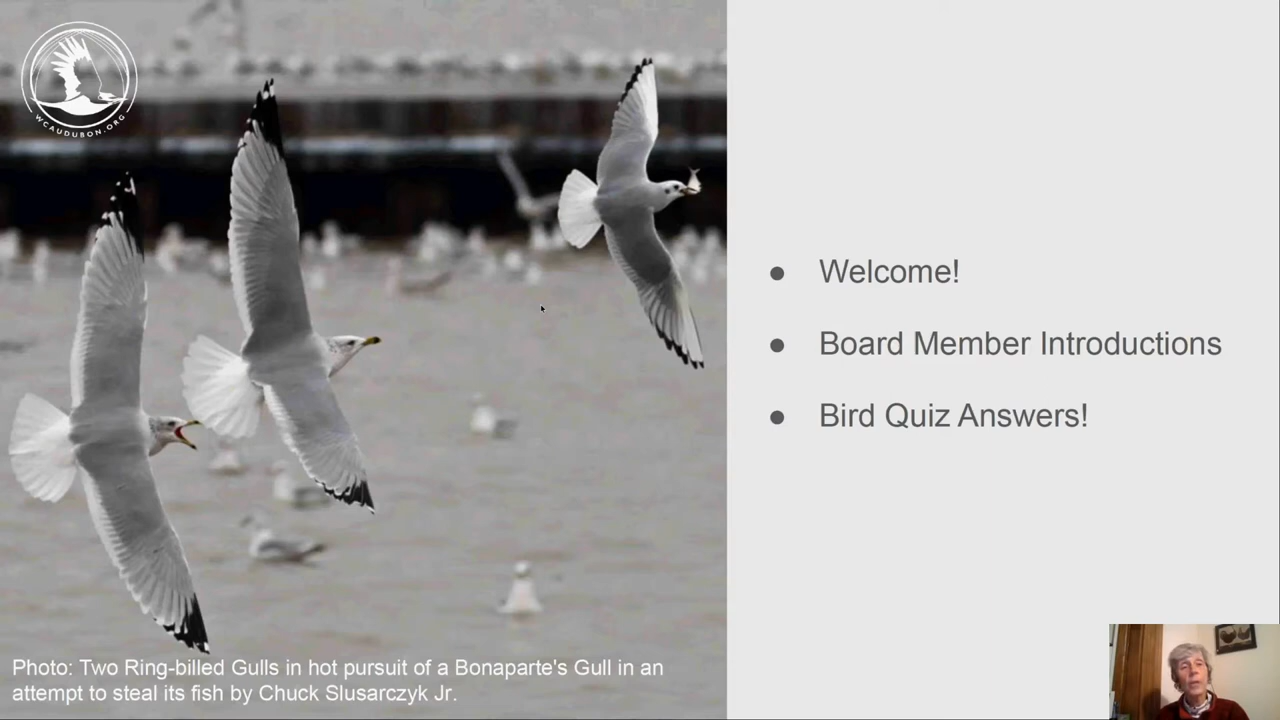 WCAUDUBON.ORG
Welcome!
Board Member Introductions
Bird Quiz Answers!
Photo: Two Ring-billed Gulls in hot pursuit of a Bonaparte's Gull in an
attempt to steal its fish by Chuck Slusarczyk Jr.